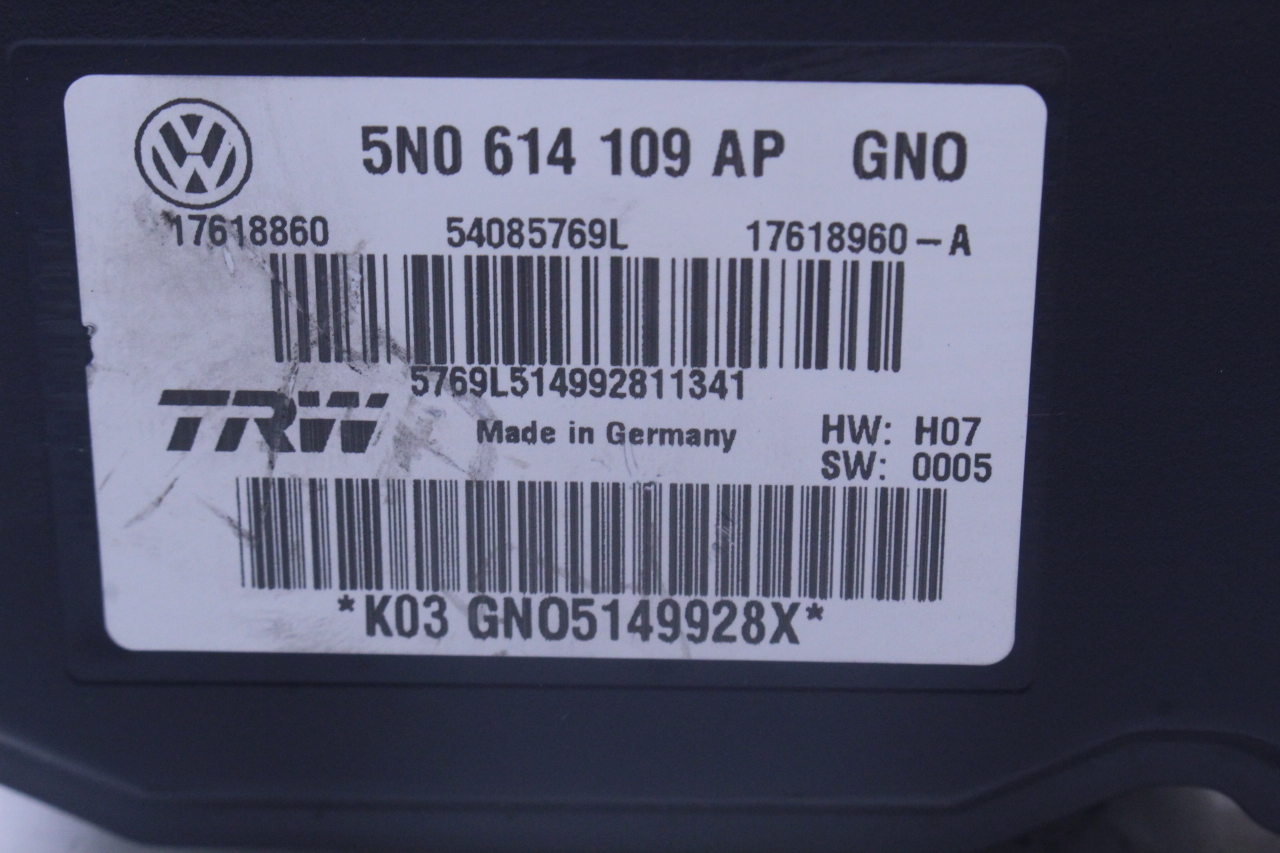 5N0 614 109 AP GNO
17618860 54085769L 17618960-A
5769L514992811341
TRW Made in Germany HW: H07
SW: 0005
*K03 GNO5149928X*